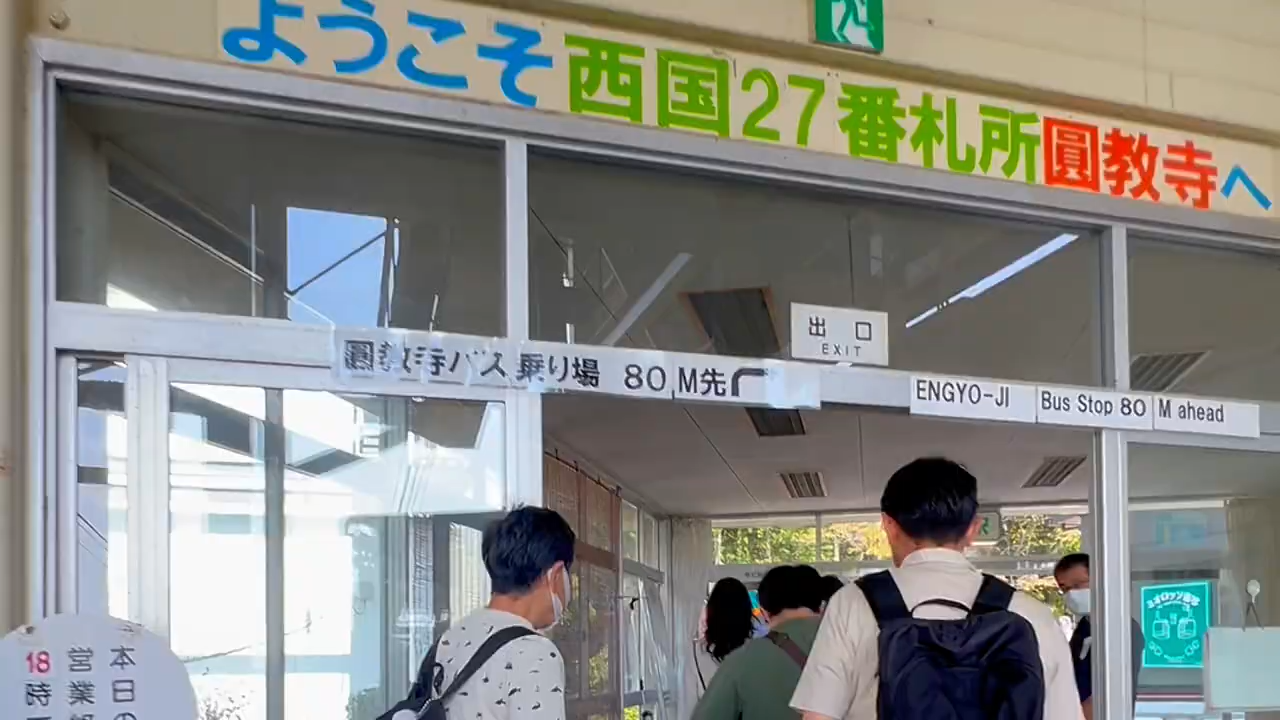 ようこそ西国27番札所圓教寺へ
出口
EXIT
圓教寺バス乗り場 80M先
ENGYO-JI Bus Stop 80 M ahead
本日の
営業
18時